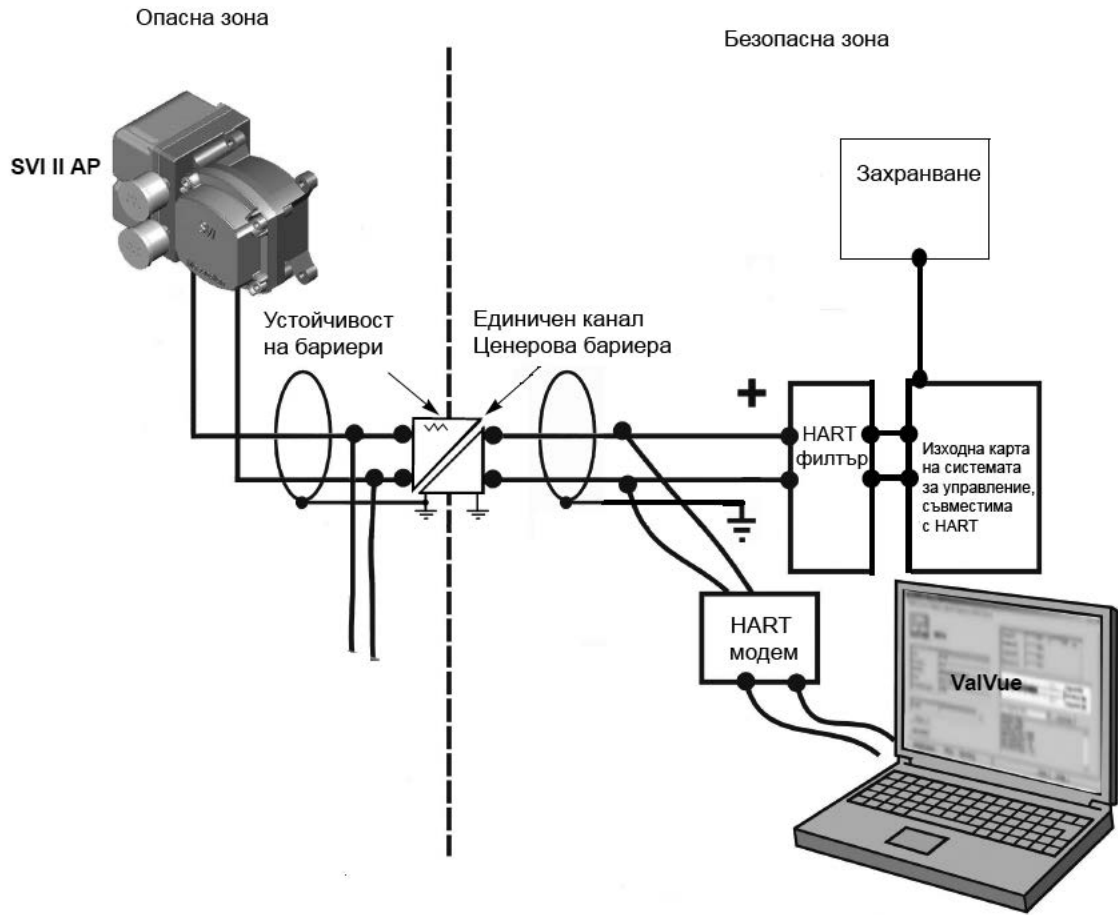 Опасна зона
Безопасна зона
SVI II AP
Захранване
Устойчивост
на бариери
Единичен канал
Ценерова бариера
+
HART
филтър
Изходна карта
на системата
за управление,
съвместима
с HART
HART
модем
ValVue
SVI